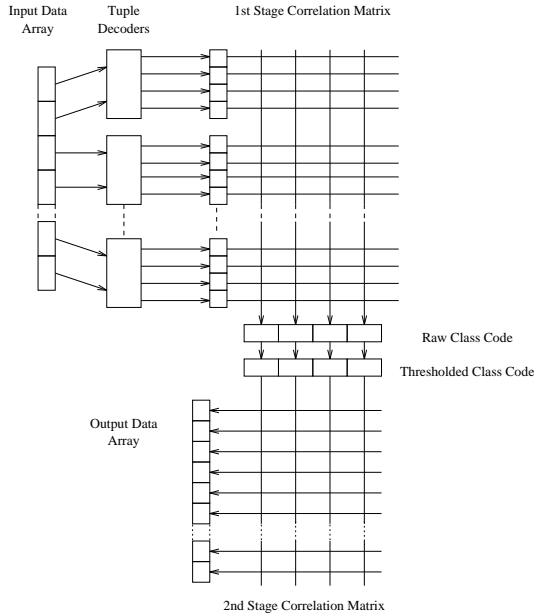 Input Data
Array
Tuple
Decoders
1st Stage Correlation Matrix
Raw Class Code
Thresholded Class Code
Output Data
Array
2nd Stage Correlation Matrix